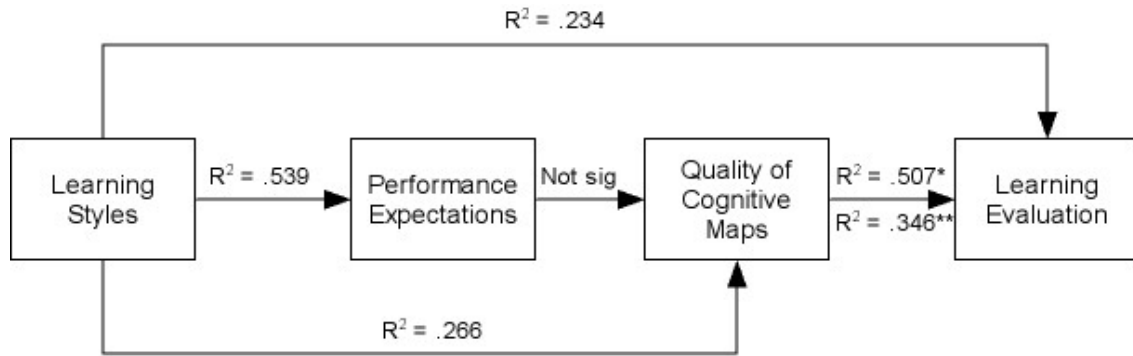 R² = .234
Learning
Styles
R² = .539
Performance
Expectations
Not sig
Quality of
Cognitive
Maps
R² = .507*
R² = .346**
Learning
Evaluation
R² = .266